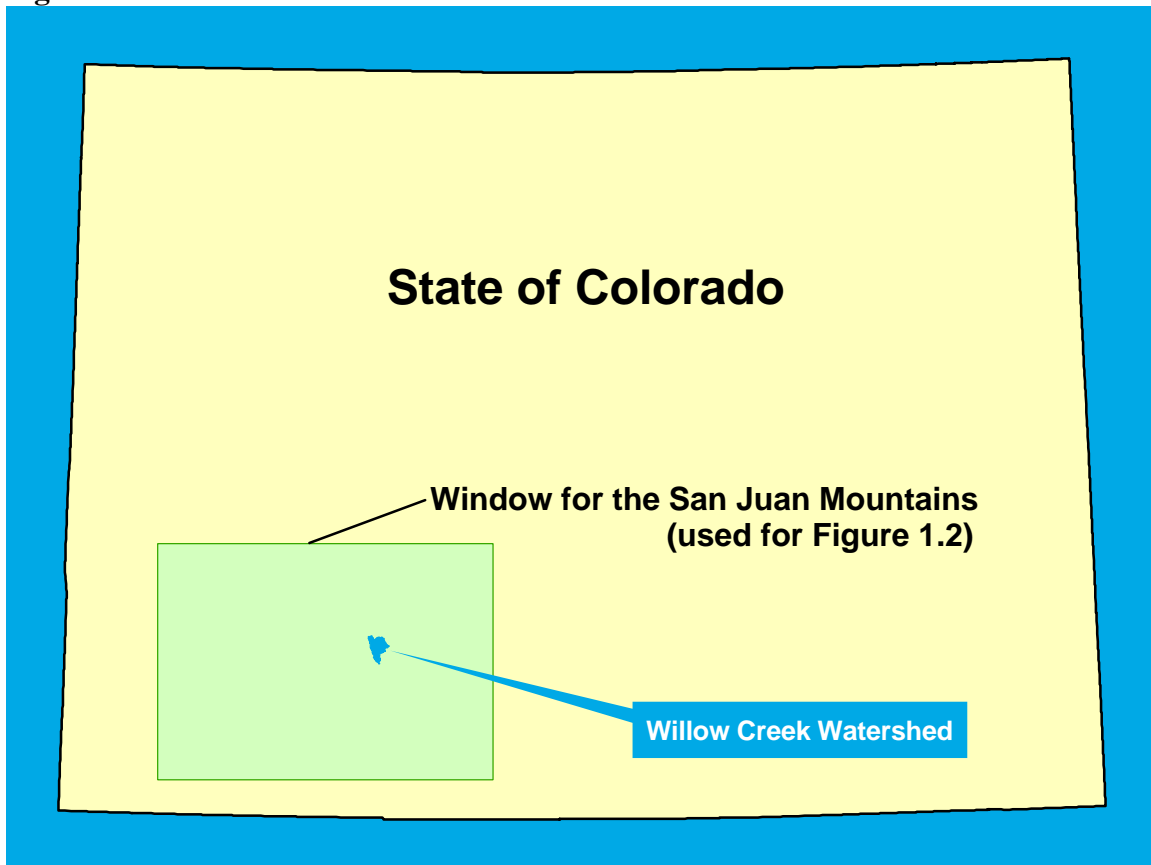 State of Colorado
Window for the San Juan Mountains
(used for Figure 1.2)
Willow Creek Watershed